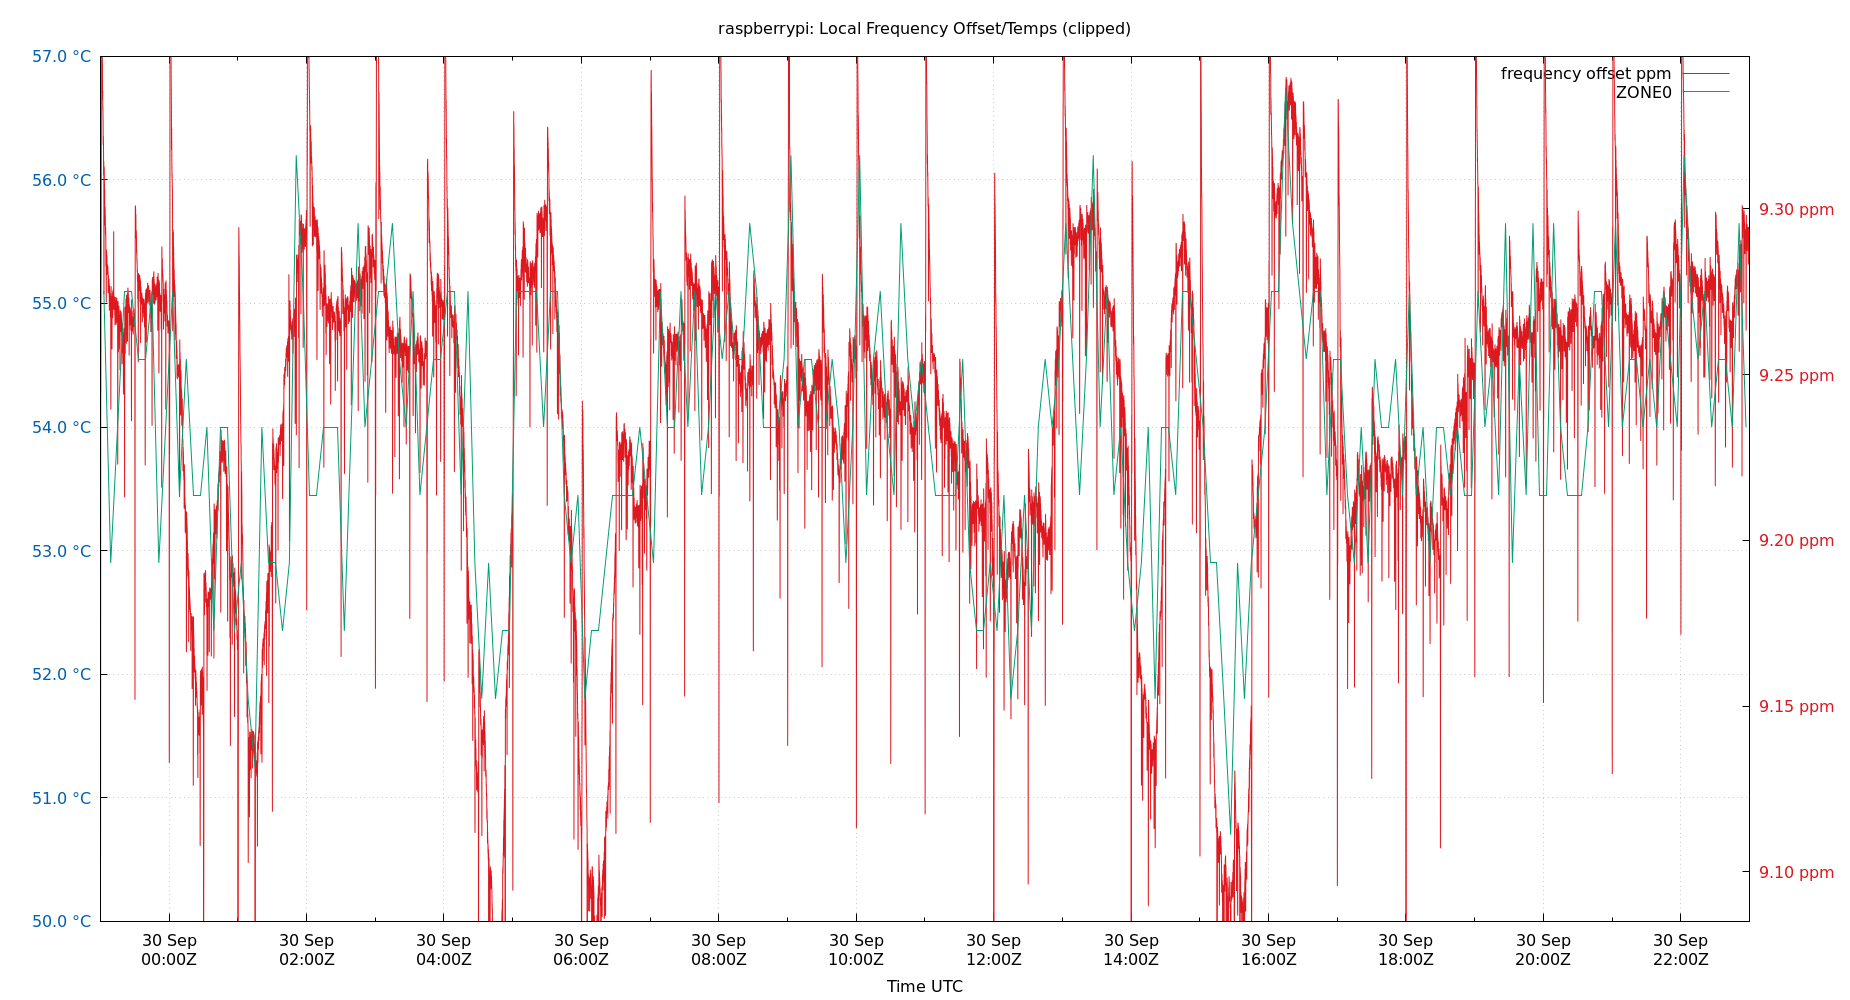 raspberrypi: Local Frequency Offset/Temps (clipped)
57.0 °C
56.0 °C
55.0 °C
54.0 °C
53.0 °C
52.0 °C
51.0 °C
50.0 °C
frequency offset ppm
ZONE0
9.30 ppm
9.25 ppm
9.20 ppm
9.15 ppm
9.10 ppm
30 Sep 30 Sep 30 Sep 30 Sep 30 Sep 30 Sep 30 Sep 30 Sep 30 Sep 30 Sep 30 Sep 30 Sep
00:00Z 02:00Z 04:00Z 06:00Z 08:00Z 10:00Z 12:00Z 14:00Z 16:00Z 18:00Z 20:00Z 22:00Z
Time UTC